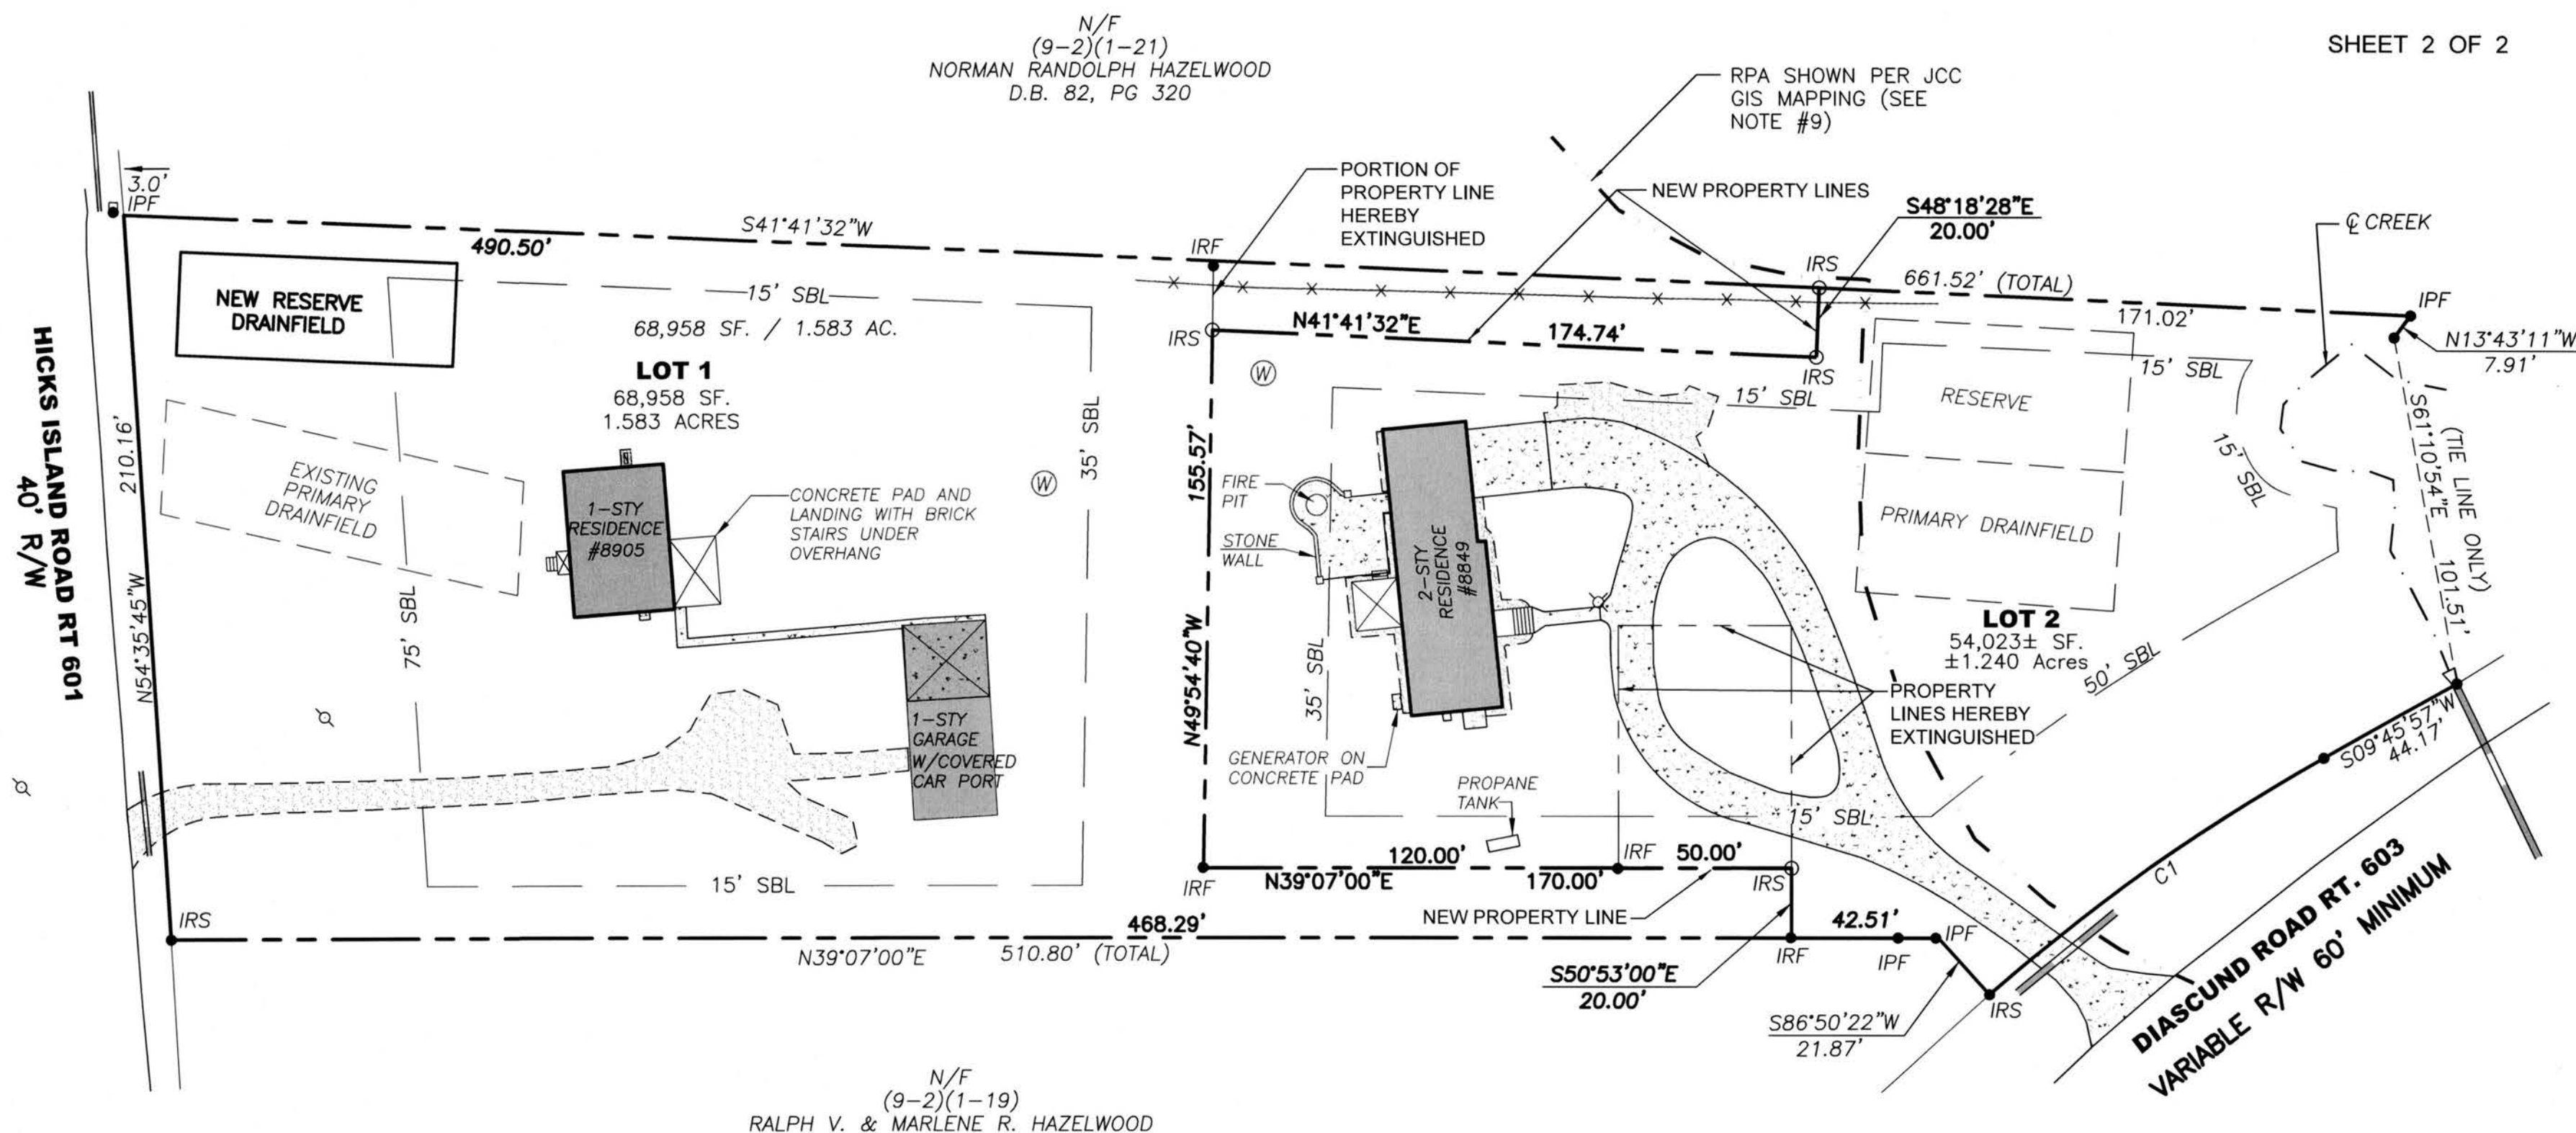 SHEET 2 OF 2
N/F
(9-2)(1-21)
NORMAN RANDOLPH HAZELWOOD
D.B. 82, PG 320
RPA SHOWN PER JCC
GIS MAPPING (SEE
NOTE #9)
3.0'
IPF
S41°41'32"W
490.50'
PORTION OF
PROPERTY LINE
HEREBY
EXTINGUISHED
NEW PROPERTY LINES
S48°18'28"E
20.00'
℄ CREEK
IRF
IRS
661.52' (TOTAL)
IPF
171.02'
N13°43'11"W
7.91'
NEW RESERVE
DRAINFIELD
15' SBL
68,958 SF. / 1.583 AC.
LOT 1
68,958 SF.
1.583 ACRES
IRS
N41°41'32"E
174.74'
IRS
W
15' SBL
15' SBL
15' SBL
RESERVE
PRIMARY DRAINFIELD
S61°10'54"E 101.51'
(TIE LINE ONLY)
HICKS ISLAND ROAD RT 601
40' R/W
210.16'
N54°35'45"W
EXISTING
PRIMARY
DRAINFIELD
75' SBL
1-STY
RESIDENCE
#8905
CONCRETE PAD AND
LANDING WITH BRICK
STAIRS UNDER
OVERHANG
W
35' SBL
155.57'
N49°54'40"W
FIRE
PIT
STONE
WALL
2-STY
RESIDENCE
#8849
35' SBL
LOT 2
54,023± SF.
±1.240 Acres
50' SBL
PROPERTY
LINES HEREBY
EXTINGUISHED
1-STY
GARAGE
W/COVERED
CAR PORT
GENERATOR ON
CONCRETE PAD
PROPANE
TANK
15' SBL
S09°45'57"W
44.17'
C1
15' SBL
IRF
120.00'
N39°07'00"E
170.00'
IRF
50.00'
IRS
NEW PROPERTY LINE
IRS
468.29'
N39°07'00"E
510.80' (TOTAL)
42.51'
IRF
IPF
IPF
S50°53'00"E
20.00'
S86°50'22"W
21.87'
IRS
DIASCUND ROAD RT. 603
VARIABLE R/W 60' MINIMUM
N/F
(9-2)(1-19)
RALPH V. & MARLENE R. HAZELWOOD